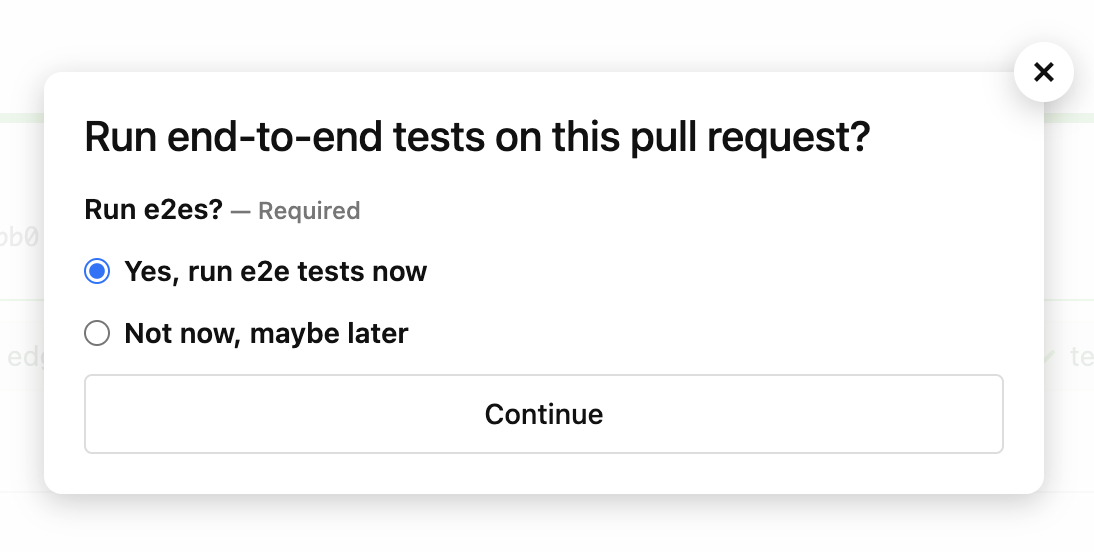 Run end-to-end tests on this pull request?
Run e2es? — Required
Yes, run e2e tests now
Not now, maybe later
Continue